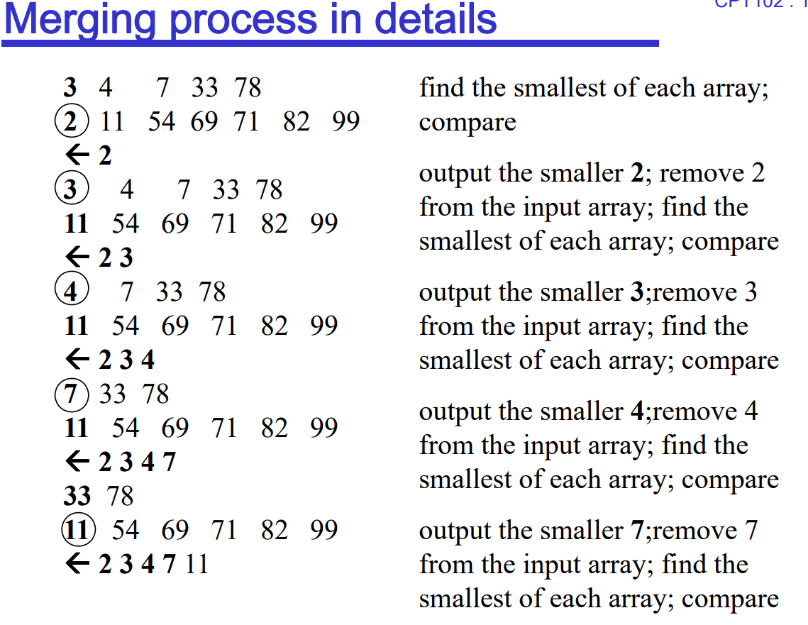 Merging process in details
CPT102 : 1
3 4 7 33 78
2 11 54 69 71 82 99
← 2
3 4 7 33 78
11 54 69 71 82 99
← 2 3
4 7 33 78
11 54 69 71 82 99
← 2 3 4
7 33 78
11 54 69 71 82 99
← 2 3 4 7
33 78
11 54 69 71 82 99
← 2 3 4 7 11
find the smallest of each array;
compare
output the smaller 2; remove 2
from the input array; find the
smallest of each array; compare
output the smaller 3;remove 3
from the input array; find the
smallest of each array; compare
output the smaller 4;remove 4
from the input array; find the
smallest of each array; compare
output the smaller 7;remove 7
from the input array; find the
smallest of each array; compare